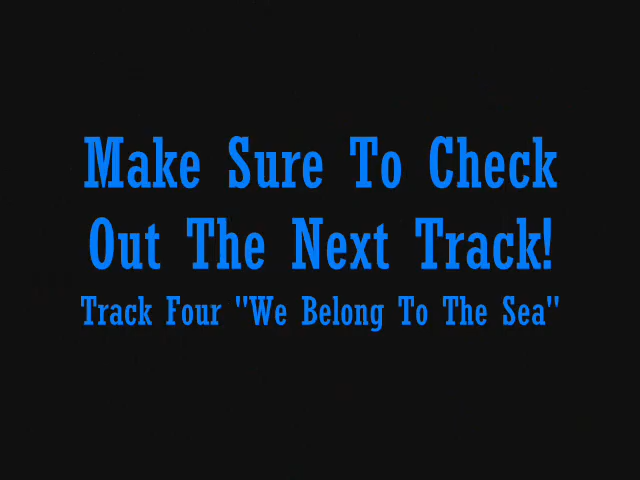 Make Sure To Check
Out The Next Track!
Track Four "We Belong To The Sea"